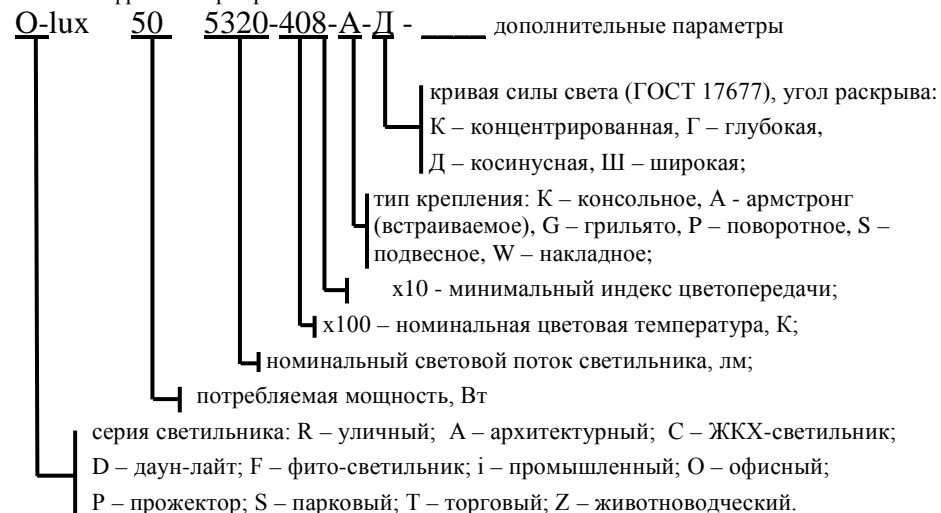 O-lux 50 5320-408-А-Д - _____ дополнительные параметры
кривая силы света (ГОСТ 17677), угол раскрыва:
К – концентрированная, Г – глубокая,
Д – косинусная, Ш – широкая;
тип крепления: К – консольное, А - армстронг
(встраиваемое), G – грильято, P – поворотное, S –
подвесное, W – накладное;
х10 - минимальный индекс цветопередачи;
х100 – номинальная цветовая температура, К;
номинальный световой поток светильника, лм;
потребляемая мощность, Вт
серия светильника: R – уличный; А – архитектурный; С – ЖКХ-светильник;
D – даун-лайт; F – фито-светильник; i – промышленный; О – офисный;
Р – прожектор; S – парковый; Т – торговый; Z – животноводческий.